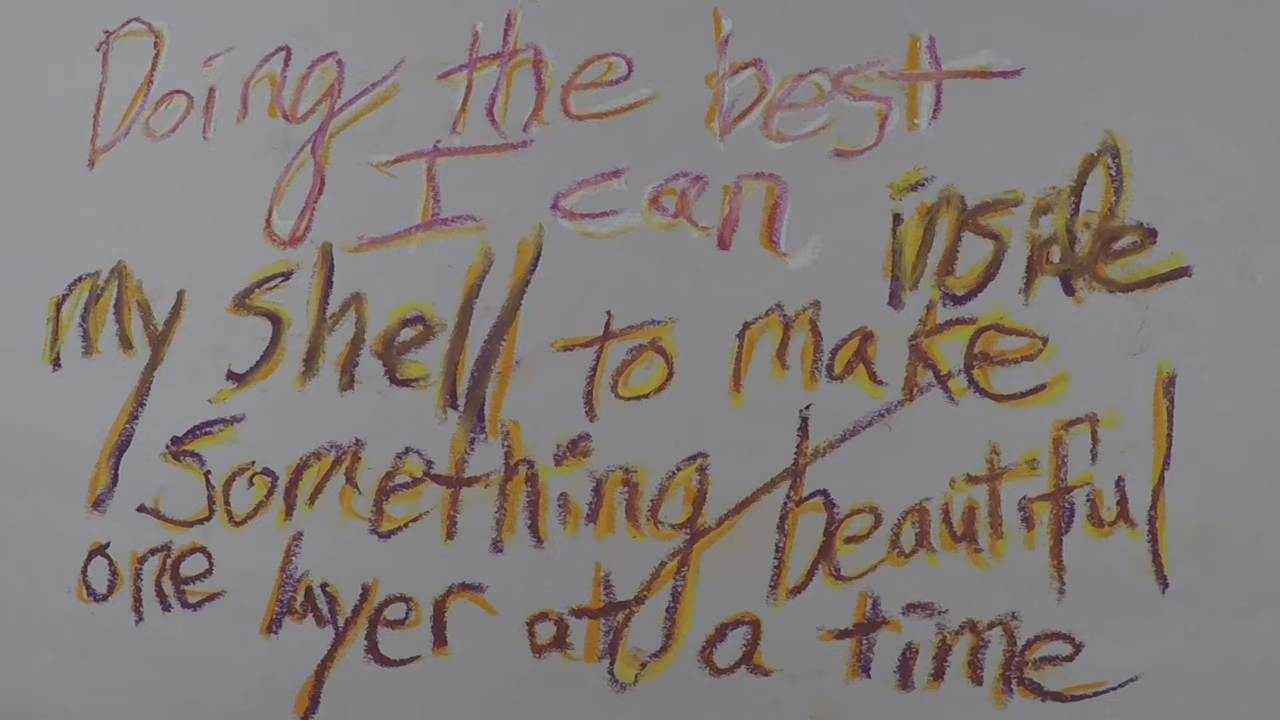 Doing the best
I can inside
my shell to make
Something beautiful
one layer at a time